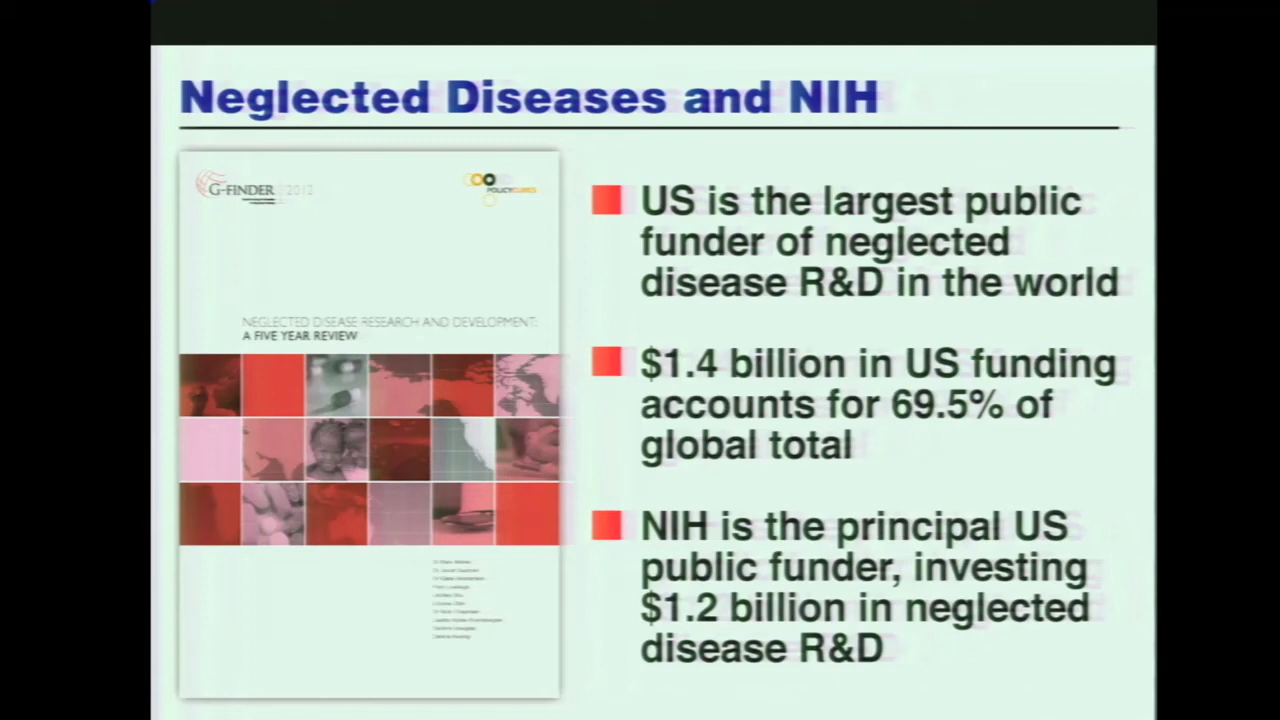 Neglected Diseases and NIH
G-FINDER 2012
POLICYCURES
NEGLECTED DISEASE RESEARCH AND DEVELOPMENT:
A FIVE YEAR REVIEW
US is the largest public
funder of neglected
disease R&D in the world
$1.4 billion in US funding
accounts for 69.5% of
global total
NIH is the principal US
public funder, investing
$1.2 billion in neglected
disease R&D